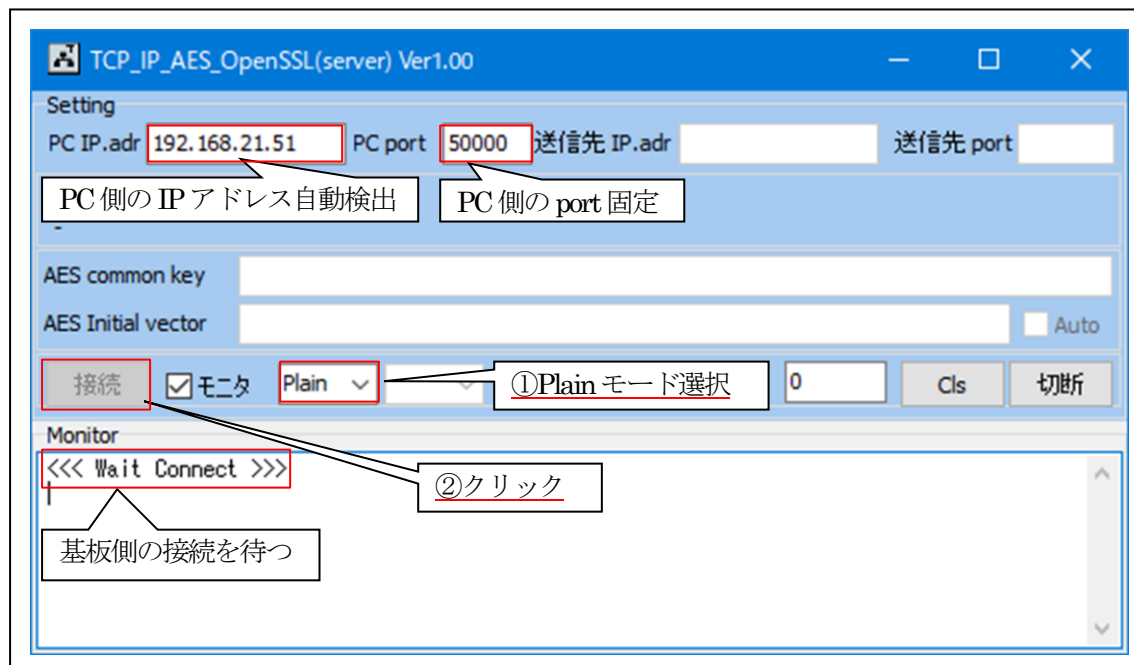 TCP_IP_AES_OpenSSL(server) Ver1.00
Setting
PC IP.adr 192.168.21.51 PC port 50000 送信先 IP.adr 送信先 port
PC側のIPアドレス自動検出 PC側のport固定
-
AES common key
AES Initial vector Auto
接続 モニタ Plain ①Plainモード選択 0 Cls 切断
Monitor
<<< Wait Connect >>>
②クリック
基板側の接続を待つ